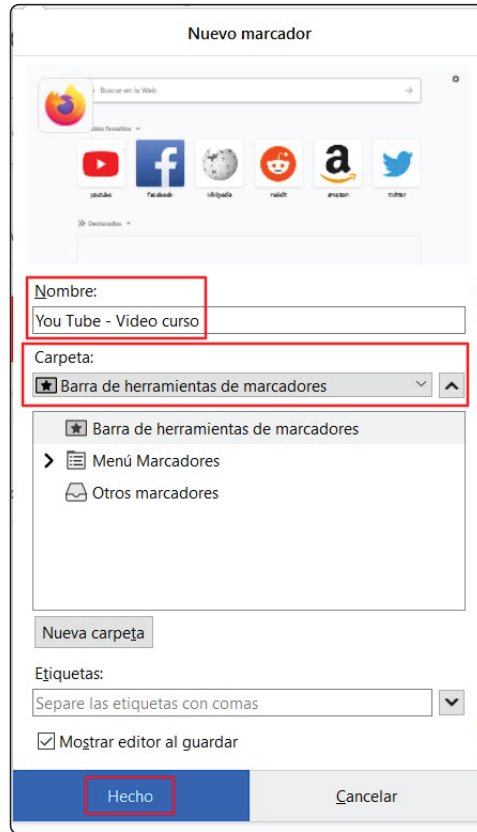 Nuevo marcador
Buscar en la Web
sitios favoritos
youtube facebook wikipedia reddit amazon twitter
Destacados
Nombre:
You Tube - Video curso
Carpeta:
Barra de herramientas de marcadores
Barra de herramientas de marcadores
Menú Marcadores
Otros marcadores
Nueva carpeta
Etiquetas:
Separe las etiquetas con comas
Mostrar editor al guardar
Hecho Cancelar